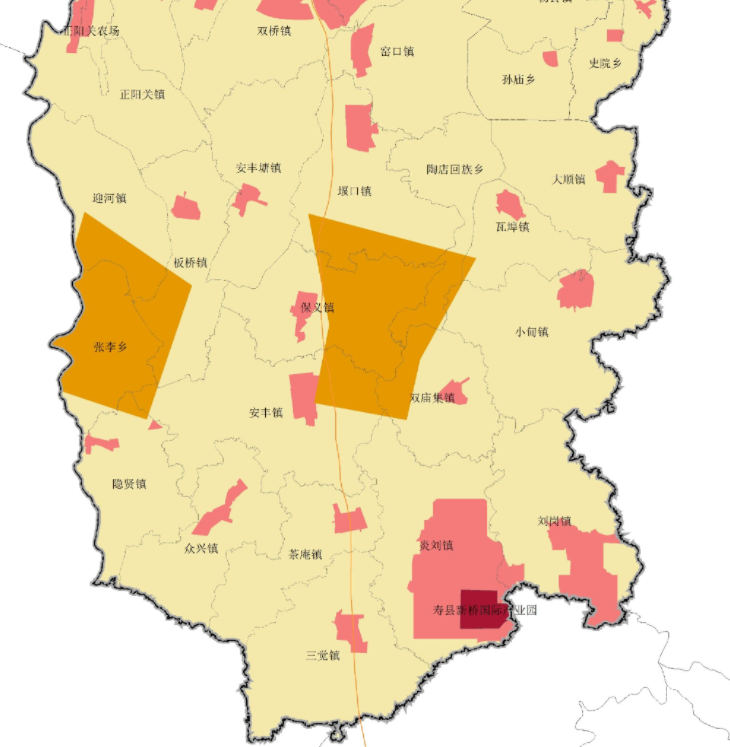 正阳关农场
双桥镇
窑口镇
史院乡
孙庙乡
正阳关镇
安丰塘镇
陶店回族乡
大顺镇
堰口镇
迎河镇
瓦埠镇
板桥镇
保义镇
小甸镇
张李乡
双庙集镇
安丰镇
隐贤镇
刘岗镇
炎刘镇
众兴镇
茶庵镇
寿县新桥国际产业园
三觉镇